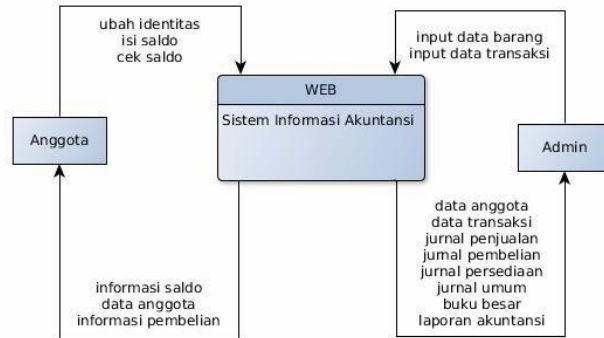 ubah identitas
isi saldo
cek saldo
input data barang
input data transaksi
WEB
Sistem Informasi Akuntansi
Anggota
Admin
informasi saldo
data anggota
informasi pembelian
data anggota
data transaksi
jurnal penjualan
jurnal pembelian
jurnal persediaan
jurnal umum
buku besar
laporan akuntansi